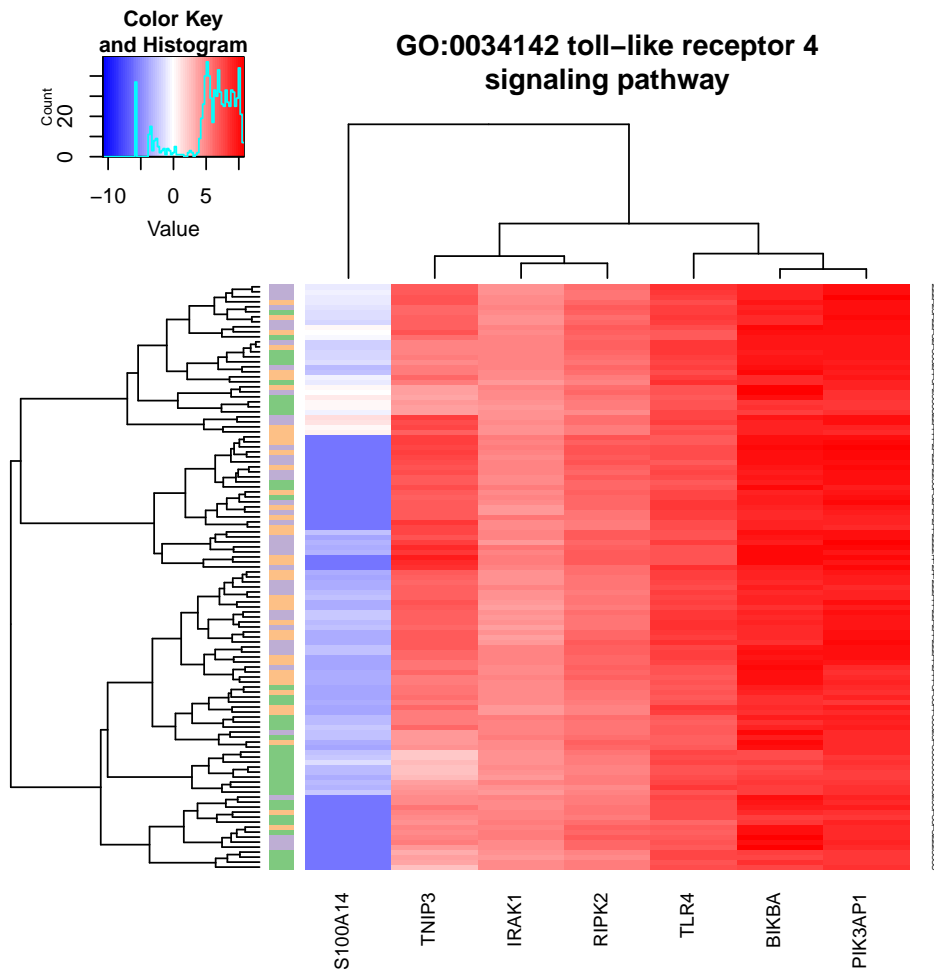 Color Key
and Histogram
Count
0
20
−10
0
5
Value
GO:0034142 toll−like receptor 4
signaling pathway
S100A14
TNIP3
IRAK1
RIPK2
TLR4
BIKBA
PIK3AP1